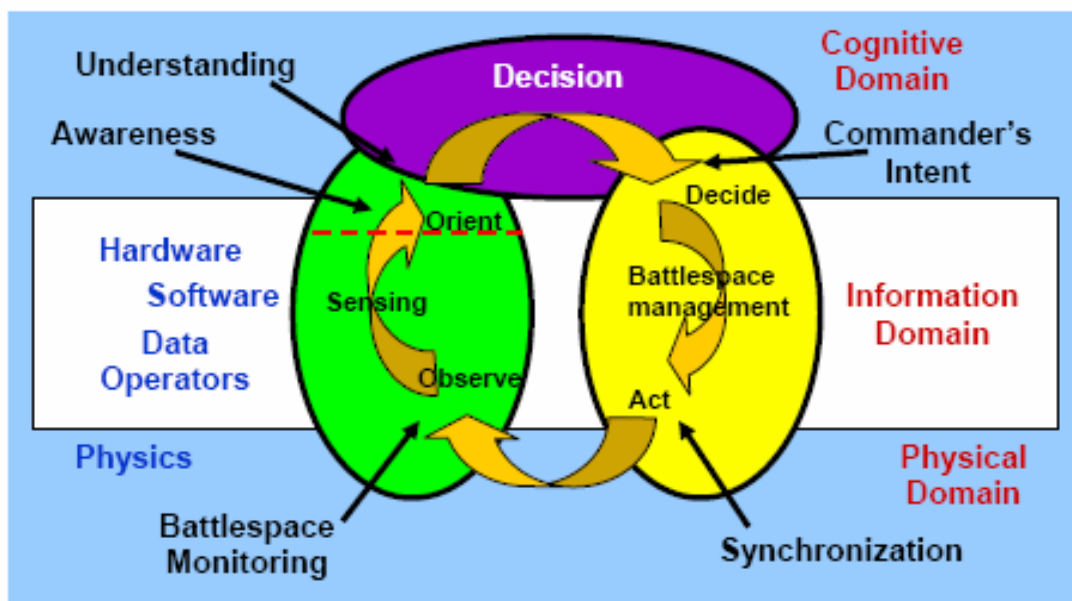 Understanding
Decision
Cognitive
Domain
Awareness
Commander's
Intent
Orient
Decide
Hardware
Software
Data
Operators
Sensing
Battlespace
management
Information
Domain
Observe
Act
Physics
Physical
Domain
Battlespace
Monitoring
Synchronization